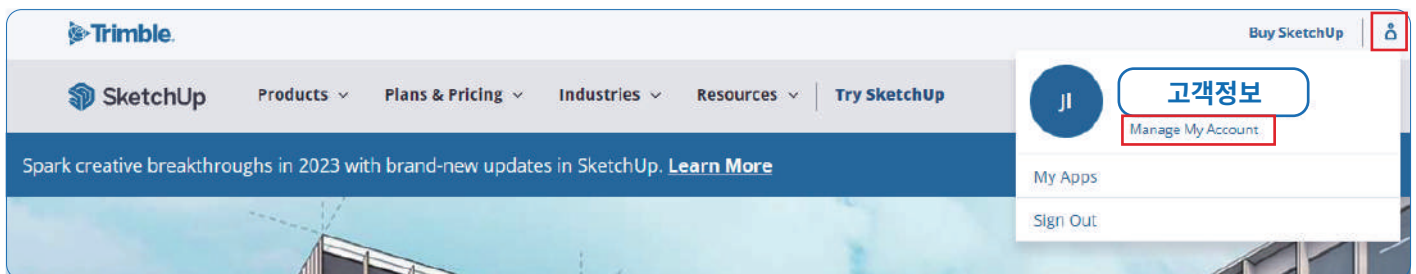 Trimble.
Buy SketchUp
SketchUp
Products
Plans & Pricing
Industries
Resources
Try SketchUp
JI
고객정보
Manage My Account
Spark creative breakthroughs in 2023 with brand-new updates in SketchUp. Learn More
My Apps
Sign Out